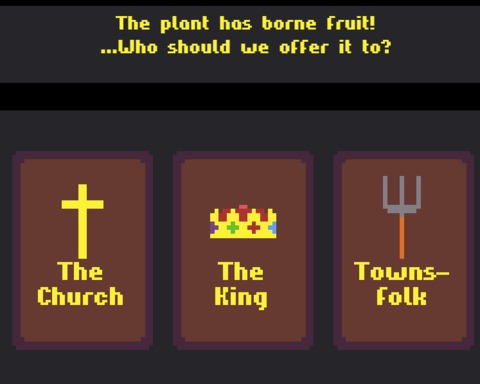 The plant has borne fruit!
...Who should we offer it to?
The
Church
The
King
Towns-
folk